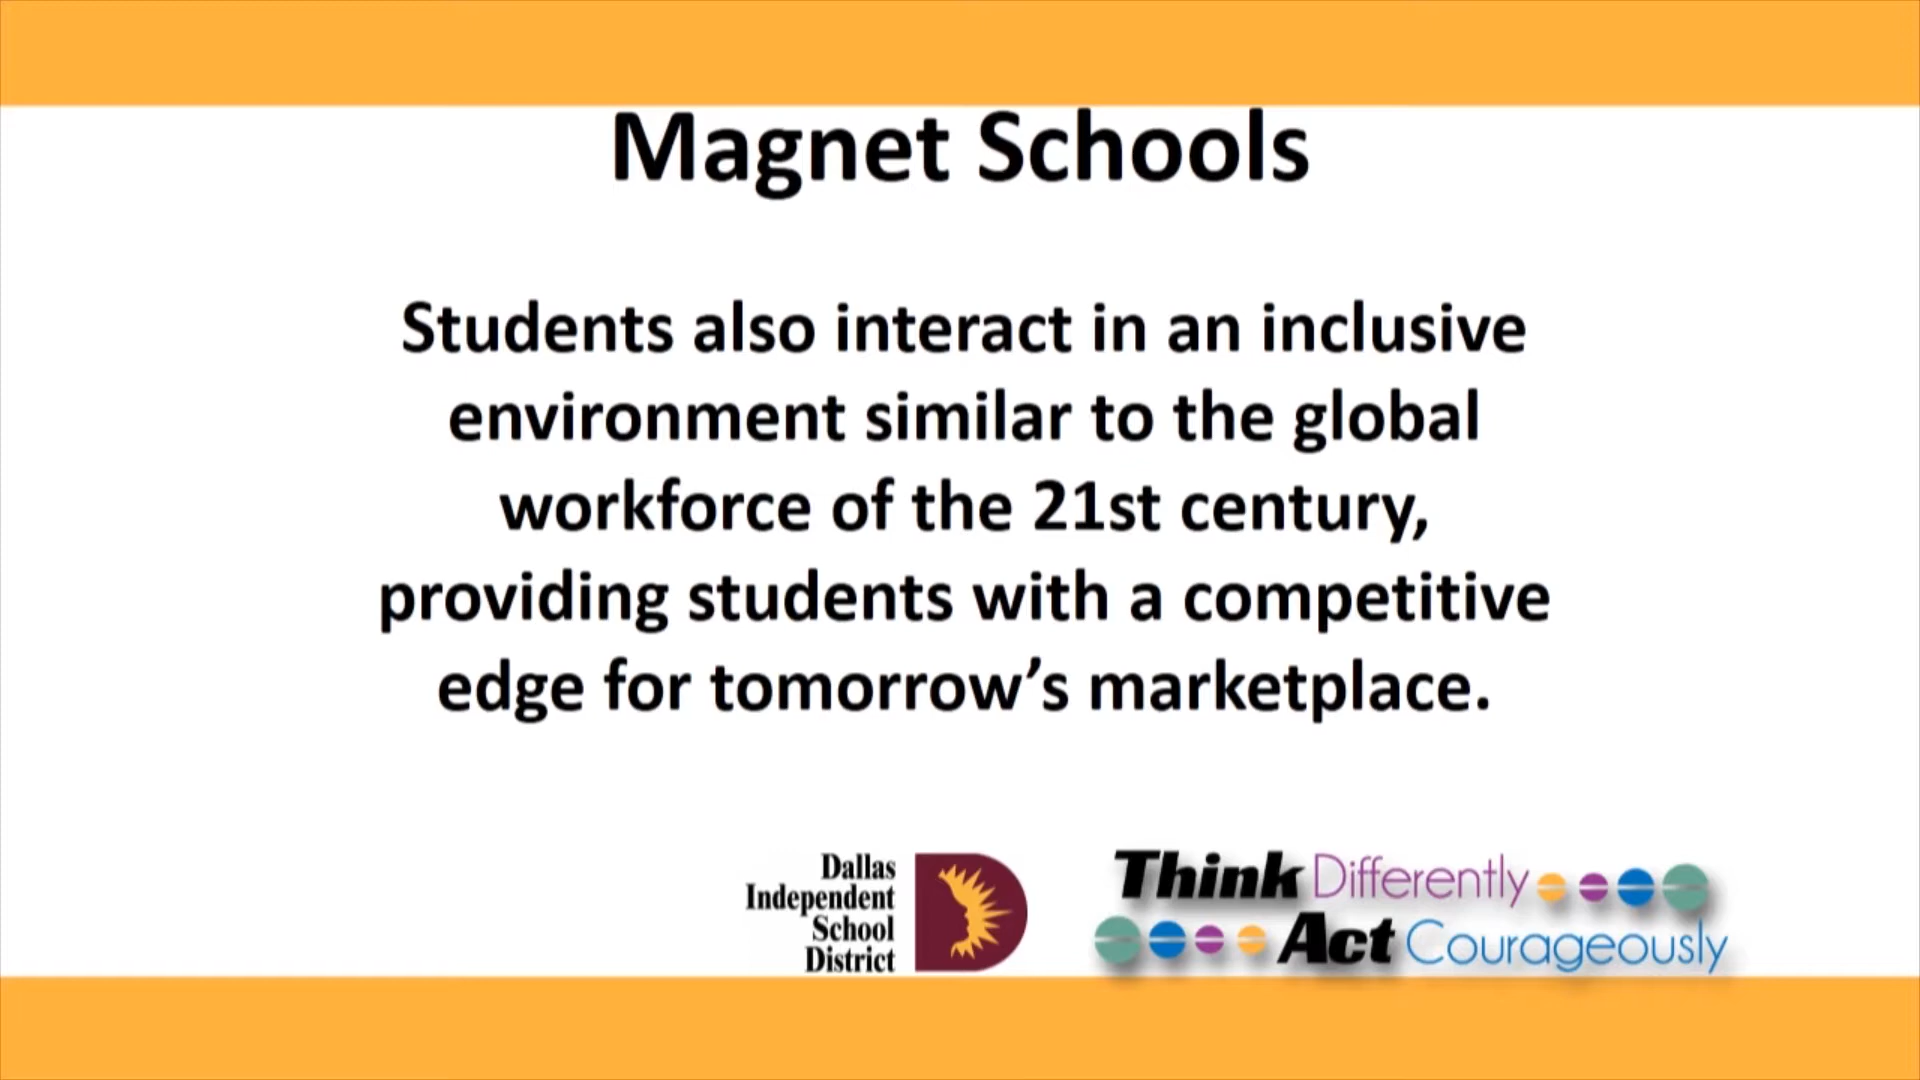 Magnet Schools
Students also interact in an inclusive
environment similar to the global
workforce of the 21st century,
providing students with a competitive
edge for tomorrow’s marketplace.
Dallas
Independent
School
District
Think Differently
Act Courageously